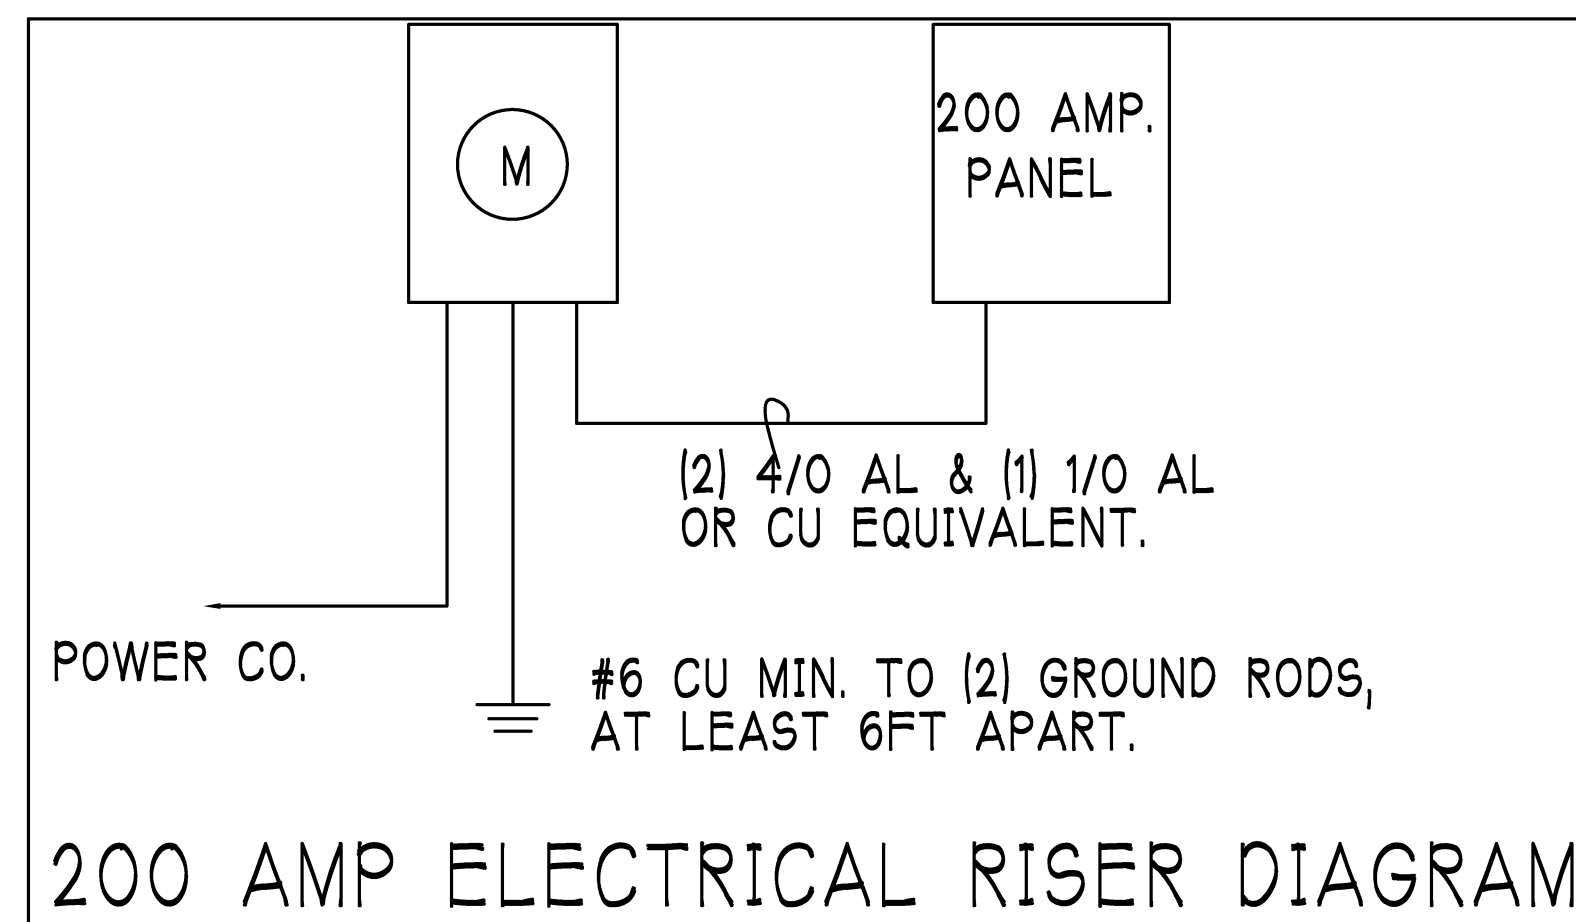 M
200 AMP.
PANEL
(2) 4/0 AL & (1) 1/0 AL
OR CU EQUIVALENT.
POWER CO.
#6 CU MIN. TO (2) GROUND RODS,
AT LEAST 6FT APART.
200 AMP ELECTRICAL RISER DIAGRAM